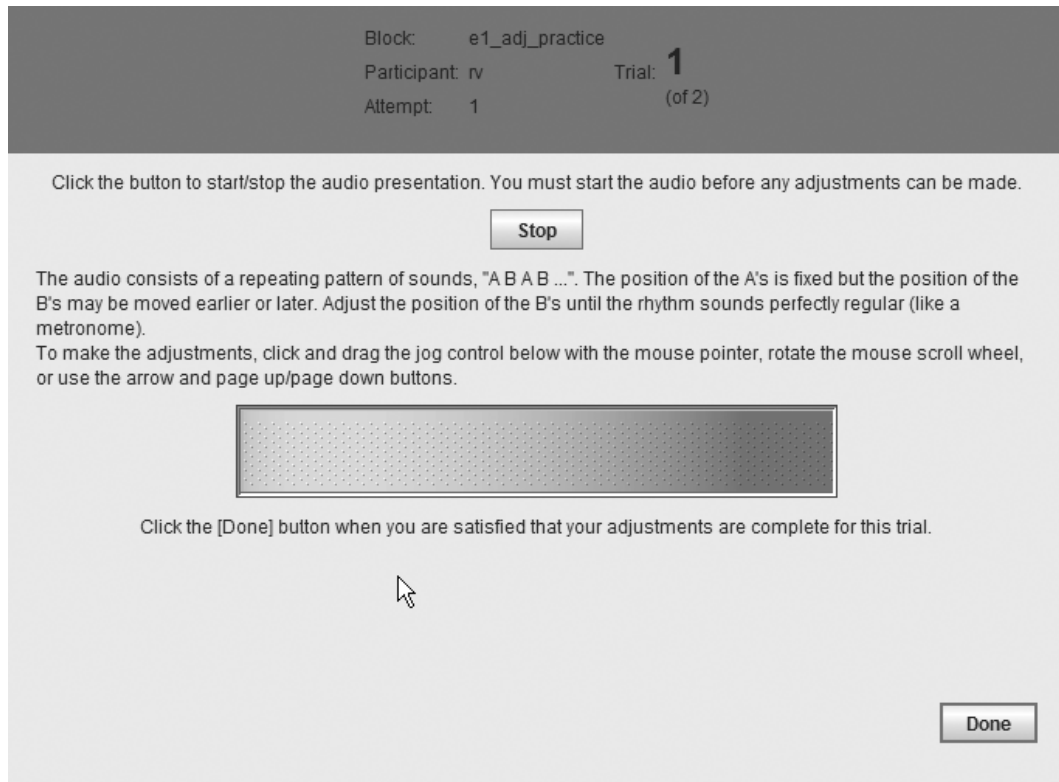 Block: e1_adj_practice
Participant: rv Trial: 1
Attempt: 1 (of 2)
Click the button to start/stop the audio presentation. You must start the audio before any adjustments can be made.
Stop
The audio consists of a repeating pattern of sounds, "A B A B ...". The position of the A's is fixed but the position of the
B's may be moved earlier or later. Adjust the position of the B's until the rhythm sounds perfectly regular (like a
metronome).
To make the adjustments, click and drag the jog control below with the mouse pointer, rotate the mouse scroll wheel,
or use the arrow and page up/page down buttons.
Click the [Done] button when you are satisfied that your adjustments are complete for this trial.
Done